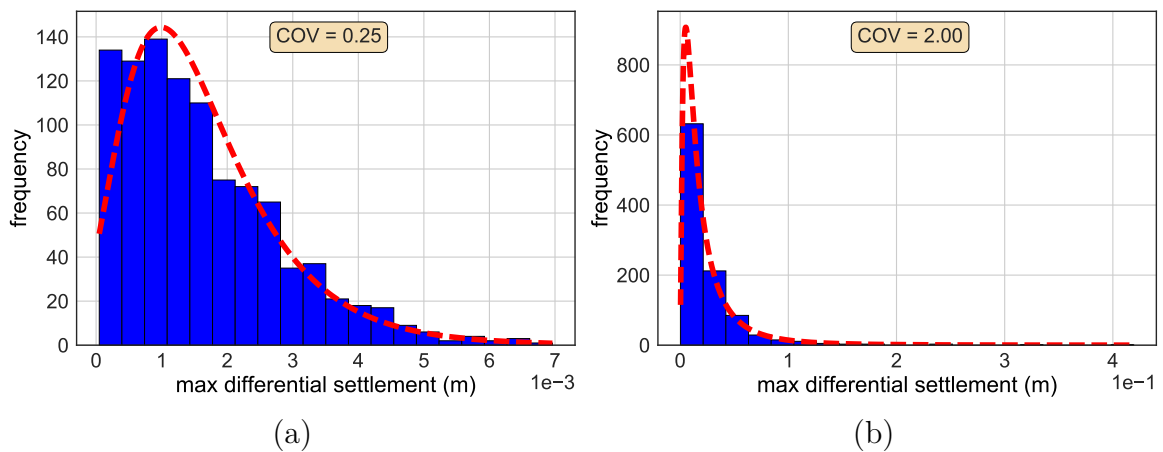 COV = 0.25
140
120
100
80
60
40
20
0
frequency
0 1 2 3 4 5 6 7
max differential settlement (m)
1e−3
(a)
COV = 2.00
800
600
400
200
0
frequency
0 1 2 3 4
max differential settlement (m)
1e−1
(b)